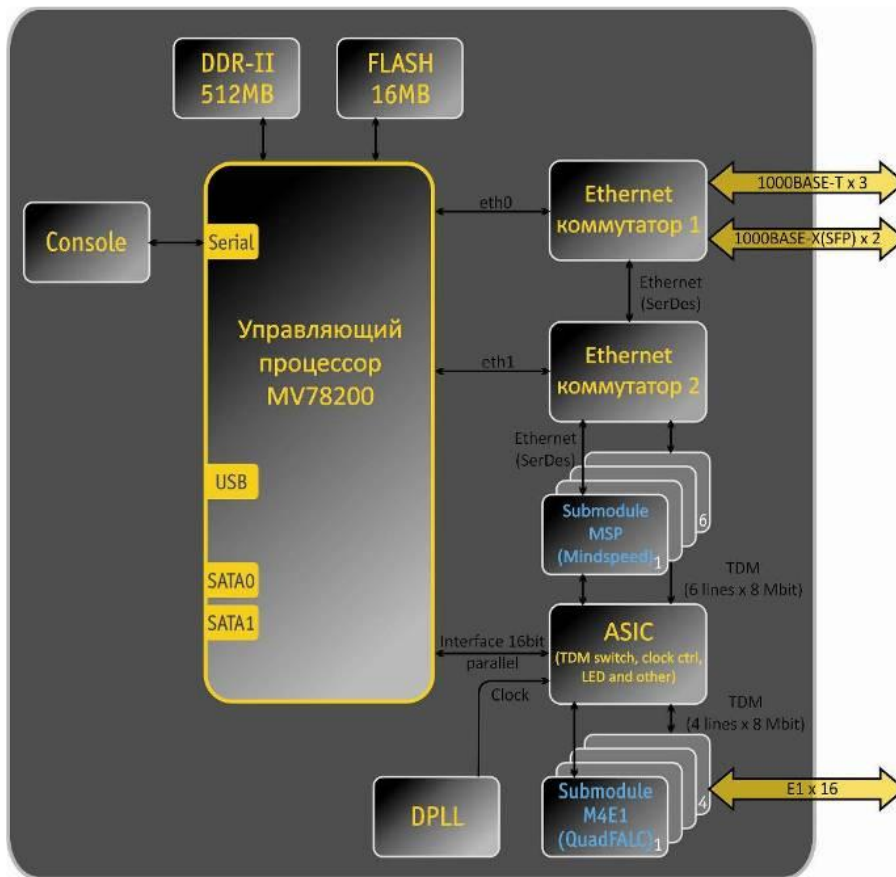 DDR-II
512MB
FLASH
16MB
Console
Serial
Управляющий
процессор
MV78200
USB
SATA0
SATA1
eth0
Ethernet
коммутатор 1
1000BASE-T x 3
1000BASE-X(SFP) x 2
Ethernet
(SerDes)
eth1
Ethernet
коммутатор 2
Ethernet
(SerDes)
6
Submodule
MSP
(Mindspeed)
1
TDM
(6 lines x 8 Mbit)
Interface 16bit
parallel
ASIC
(TDM switch, clock ctrl,
LED and other)
Clock
TDM
(4 lines x 8 Mbit)
DPLL
4
Submodule
M4E1
(QuadFALC)
1
E1 x 16